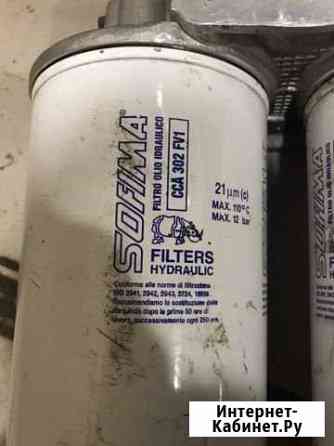 SOFIMA
FILTRO OLIO IDRAULICO
CCA 302 FV1
21 µm (c)
MAX. 110° C
MAX. 12 bar
FILTERS
HYDRAULIC
Conforme alle norme di filtrazione
ISO 2941, 2942, 2943, 3724,
la sostituzione
dopo le prime 50 ore di
successivamente ogni 250 ore.
SOFIMA
Интернет-
Кабинет.Ру